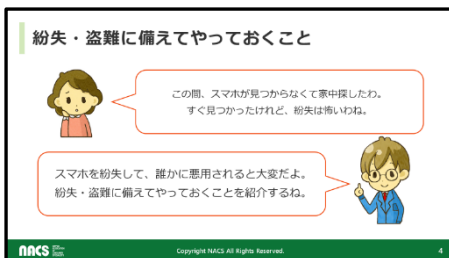 紛失・盗難に備えてやっておくこと
この間、スマホが見つからなくて家中探したわ。
すぐ見つかったけれど、紛失は怖いわね。
スマホを紛失して、誰かに悪用されると大変だよ。
紛失・盗難に備えてやっておくことを紹介するね。
NACS
Copyright NACS All Rights Reserved.
4